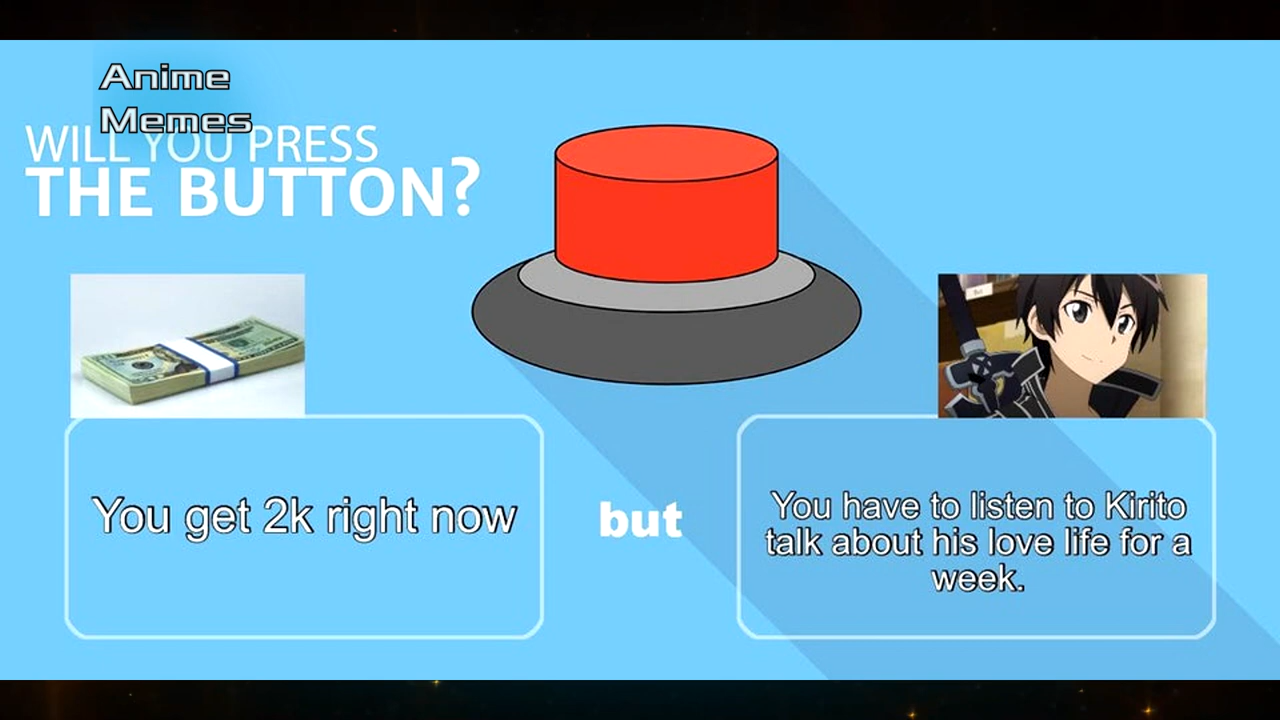 Anime
Memes
WILL YOU PRESS
THE BUTTON?
You get 2k right now
but
You have to listen to Kirito
talk about his love life for a
week.